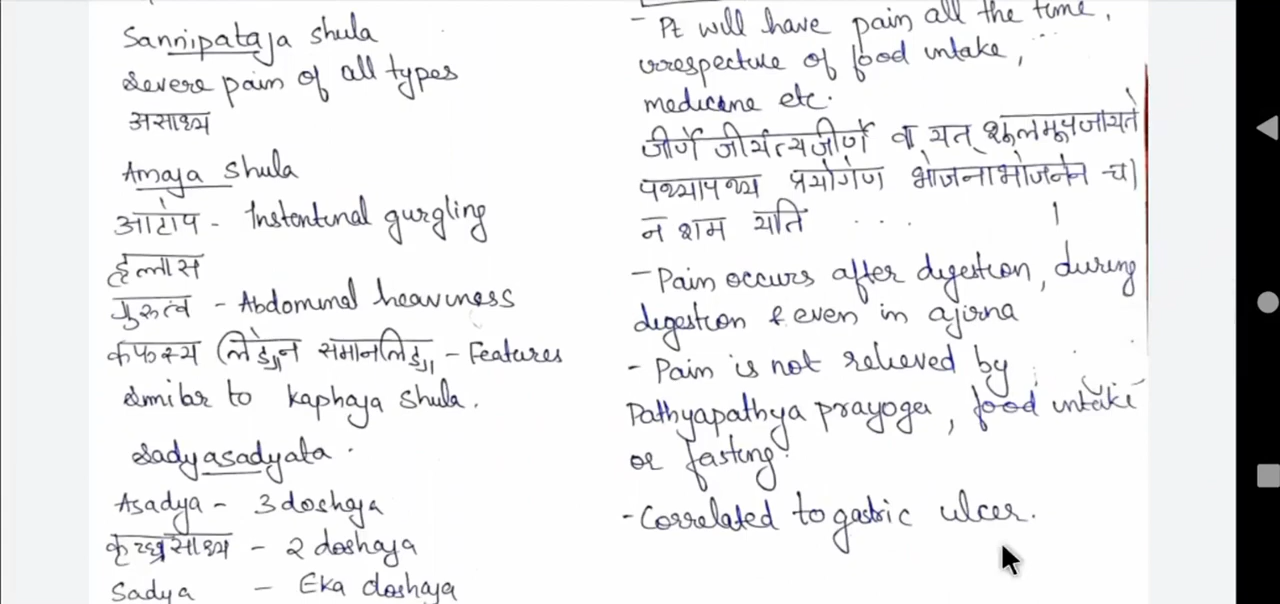 Sannipataja shula
Severe pain of all types
असाध्य
Amaja shula
आटोप - Instentinal gurgling
हृल्लास
गुरुत्वं - Abdominal heaviness
कफस्य लिङ्गेन समानलिङ्गं - Features
similar to kaphaja shula.
Sadyasadyata.
Asadya - 3 doshaja
कृच्छ्रसाध्य - 2 doshaja
Sadya - Eka doshaja
- Pt will have pain all the time,
irrespective of food intake,
medicine etc.
जीर्णे जीर्यत्यजीर्णे वा यत् शूलमूपजायते
पथ्यापथ्य प्रयोगेण भोजनाभोजनेन च।
न शम यति ....
- Pain occurs after digestion, during
digestion & even in ajirna
- Pain is not relieved by
Pathyapathya prayoga, food intake
or fasting.
- Correlated to gastric ulcer.